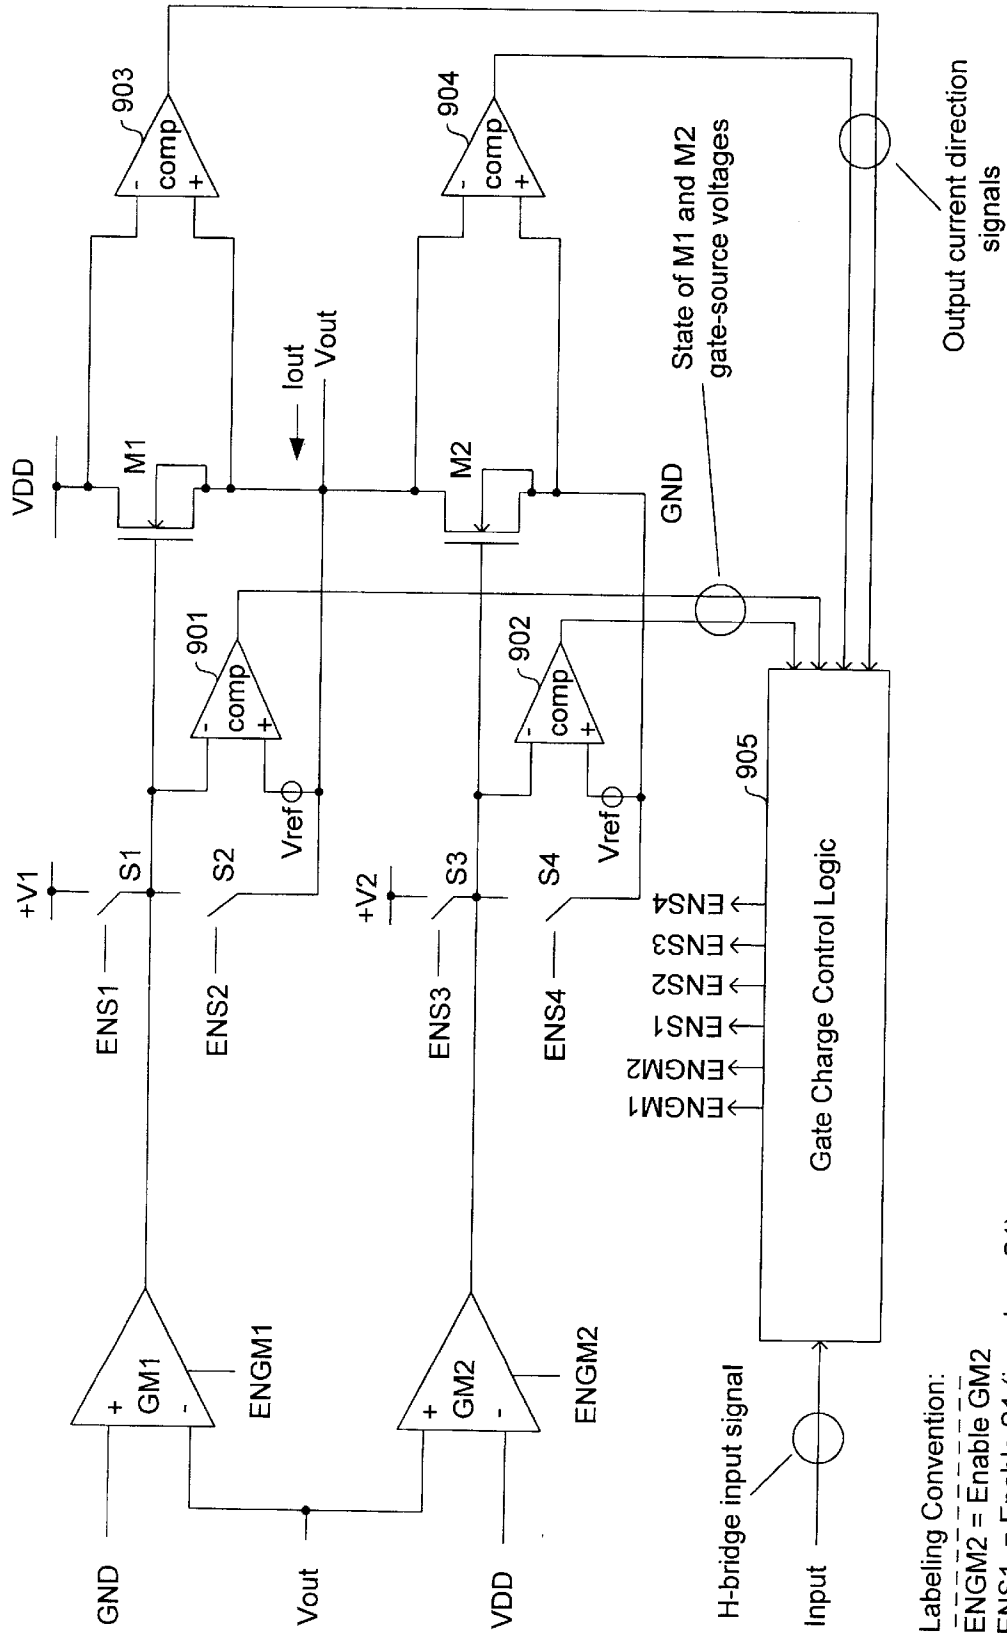 VDD
M1
903
comp
-
+
+V1
ENS1
S1
ENS2
S2
901
comp
-
+
Vref
Iout
Vout
GND
+
GM1
-
ENGM1
Vout
+
GM2
-
ENGM2
VDD
+V2
ENS3
S3
ENS4
S4
902
comp
-
+
Vref
M2
904
comp
-
+
GND
State of M1 and M2
gate-source voltages
Output current direction
signals
H-bridge input signal
Input
905
Gate Charge Control Logic
ENGM1
ENGM2
ENS1
ENS2
ENS3
ENS4
Labeling Convention:
ENGM2 = Enable GM2